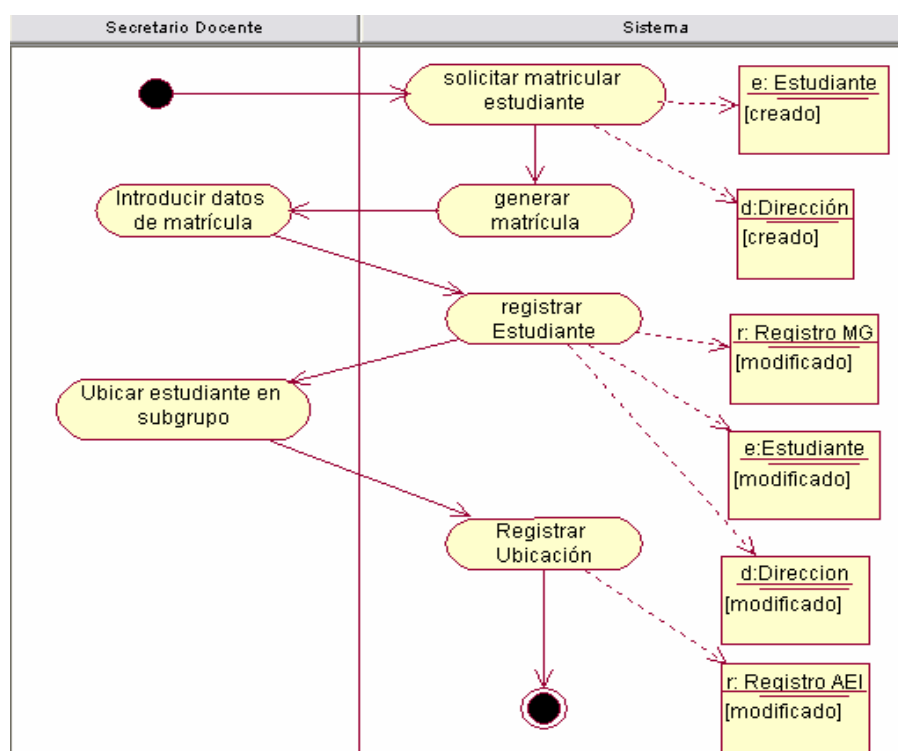 Secretario Docente
Sistema
solicitar matricular
estudiante
e: Estudiante
[creado]
Introducir datos
de matrícula
generar
matrícula
d:Dirección
[creado]
registrar
Estudiante
r: Registro MG
[modificado]
Ubicar estudiante en
subgrupo
e:Estudiante
[modificado]
Registrar
Ubicación
d:Direccion
[modificado]
r: Registro AEI
[modificado]